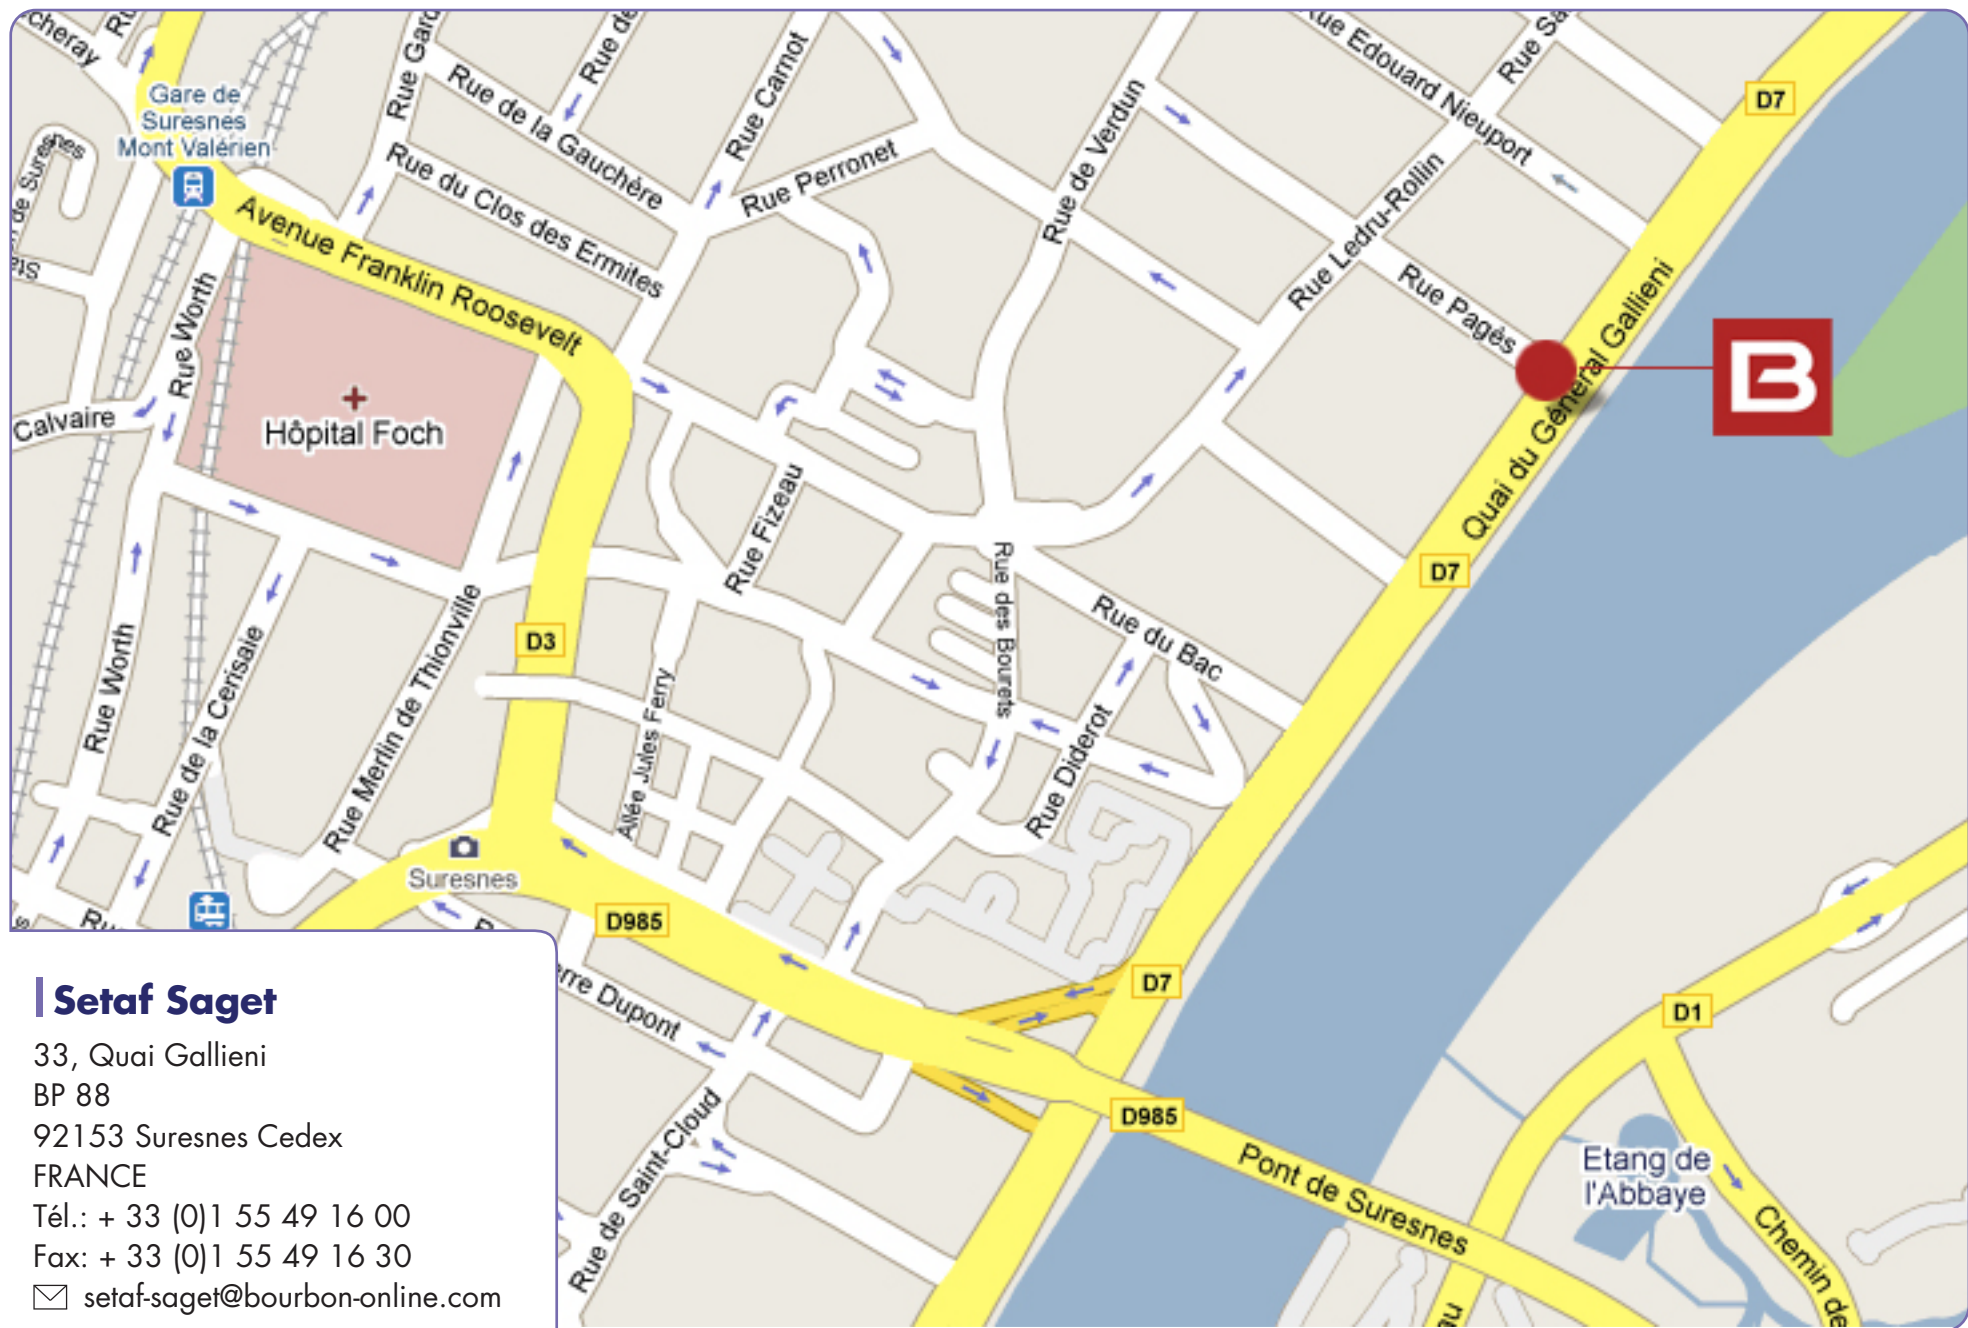 Gare de
Suresnes
Mont Valérien
Avenue Franklin Roosevelt
Rue de la Gauchère
Rue du Clos des Ermites
Rue Carnot
Rue Perronet
Rue de Verdun
Rue Edouard Nieuport
Rue Ledru-Rollin
Rue Pagés
D7
Quai du Général Gallieni
B
Rue Worth
Calvaire
Hôpital Foch
Rue Fizeau
D7
Rue des Bourets
Rue du Bac
D3
Rue Worth
Rue de la Cerisaie
Rue Merlin de Thionville
Allée Jules Ferry
Rue Diderot
Suresnes
D985
D7
D1
erre Dupont
D985
Pont de Suresnes
Rue de Saint-Cloud
Etang de
l'Abbaye
Chemin de
Setaf Saget
33, Quai Gallieni
BP 88
92153 Suresnes Cedex
FRANCE
Tél.: + 33 (0)1 55 49 16 00
Fax: + 33 (0)1 55 49 16 30
setaf-saget@bourbon-online.com